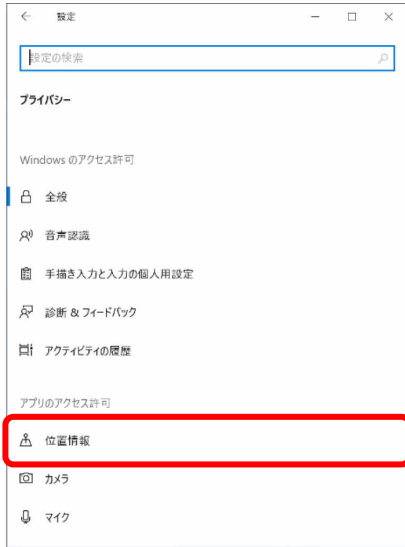 設定
設定の検索
プライバシー
Windows のアクセス許可
全般
音声認識
手描き入力と入力の個人用設定
診断 & フィードバック
アクティビティの履歴
アプリのアクセス許可
位置情報
カメラ
マイク